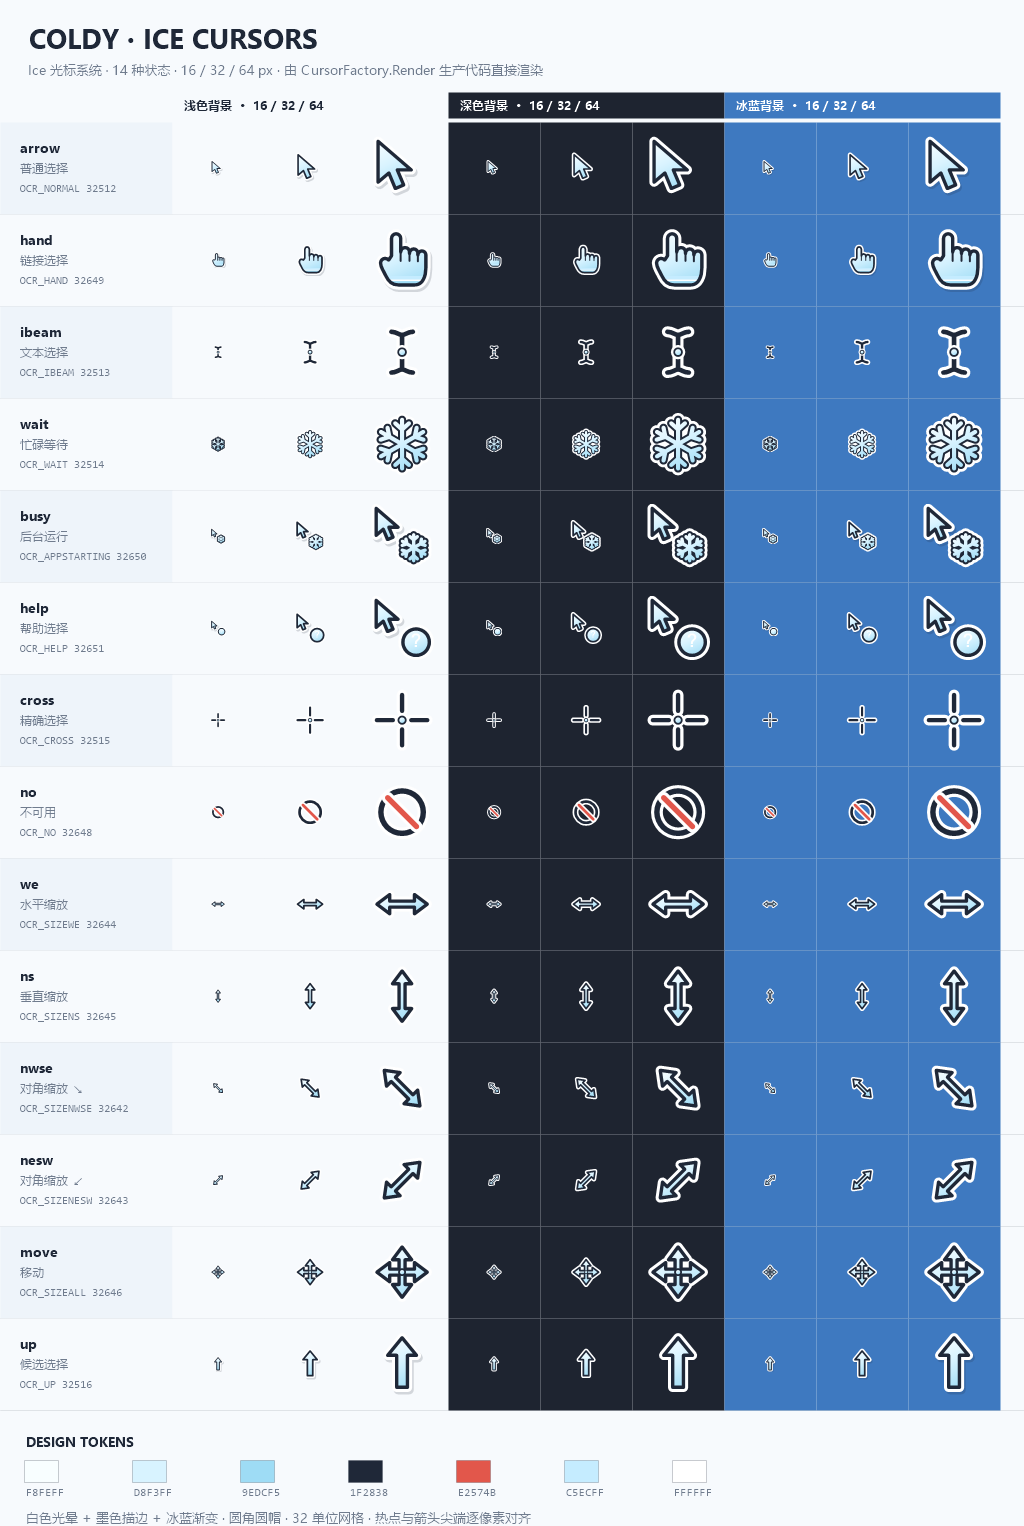 COLDY · ICE CURSORS
Ice 光标系统 · 14 种状态 · 16 / 32 / 64 px · 由 CursorFactory.Render 生产代码直接渲染
浅色背景 • 16 / 32 / 64
深色背景 • 16 / 32 / 64
冰蓝背景 • 16 / 32 / 64
arrow
普通选择
OCR_NORMAL 32512
hand
链接选择
OCR_HAND 32649
ibeam
文本选择
OCR_IBEAM 32513
wait
忙碌等待
OCR_WAIT 32514
busy
后台运行
OCR_APPSTARTING 32650
help
帮助选择
OCR_HELP 32651
? ? ?
cross
精确选择
OCR_CROSS 32515
no
不可用
OCR_NO 32648
we
水平缩放
OCR_SIZEWE 32644
ns
垂直缩放
OCR_SIZENS 32645
nwse
对角缩放 ↘
OCR_SIZENWSE 32642
nesw
对角缩放 ↙
OCR_SIZENESW 32643
move
移动
OCR_SIZEALL 32646
up
候选选择
OCR_UP 32516
DESIGN TOKENS
F8FEFF D8F3FF 9EDCF5 1F2838 E2574B C5ECFF FFFFFF
白色光晕 + 墨色描边 + 冰蓝渐变 · 圆角圆帽 · 32 单位网格 · 热点与箭头尖端逐像素对齐